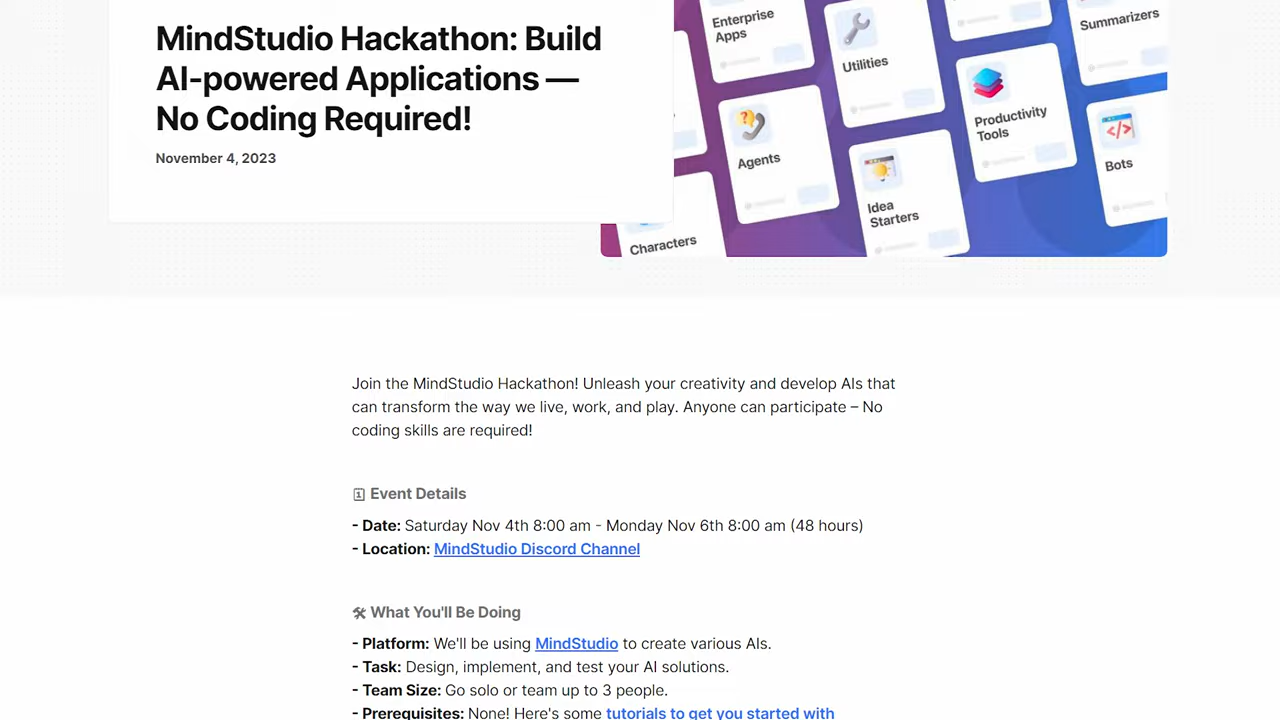 MindStudio Hackathon: Build
AI-powered Applications —
No Coding Required!
November 4, 2023
Enterprise
Apps
Utilities
Summarizers
Agents
Productivity
Tools
Bots
Idea
Starters
Characters
Join the MindStudio Hackathon! Unleash your creativity and develop AIs that
can transform the way we live, work, and play. Anyone can participate – No
coding skills are required!
Event Details
- Date: Saturday Nov 4th 8:00 am - Monday Nov 6th 8:00 am (48 hours)
- Location: MindStudio Discord Channel
🛠 What You'll Be Doing
- Platform: We'll be using MindStudio to create various AIs.
- Task: Design, implement, and test your AI solutions.
- Team Size: Go solo or team up to 3 people.
- Prerequisites: None! Here's some tutorials to get you started with